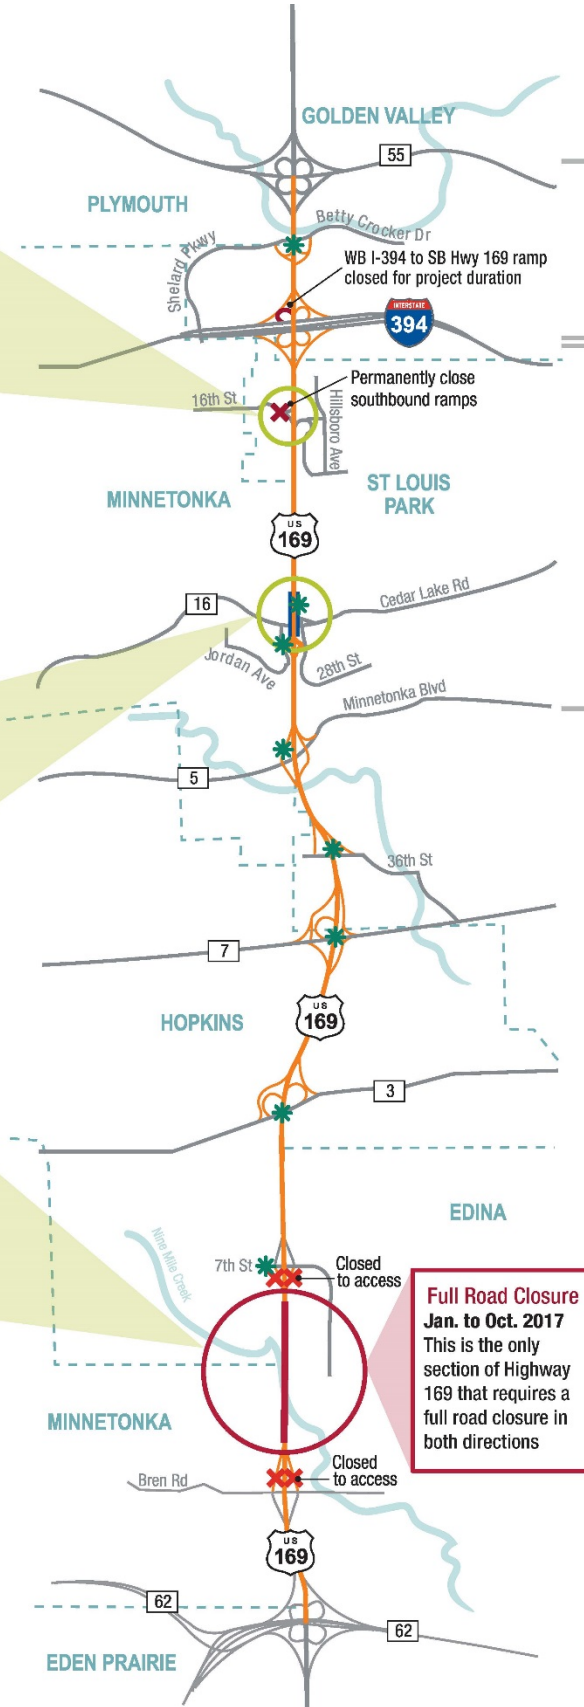 GOLDEN VALLEY
55
PLYMOUTH
Betty Crocker Dr
Shelard Pkwy
WB I-394 to SB Hwy 169 ramp
closed for project duration
INTERSTATE
394
Permanently close
southbound ramps
16th St
Hillsboro Ave
MINNETONKA
ST LOUIS
PARK
US
169
16
Cedar Lake Rd
Jordan Ave
28th St
Minnetonka Blvd
5
36th St
7
US
169
HOPKINS
3
EDINA
Nine Mile Creek
7th St
Closed
to access
Full Road Closure
Jan. to Oct. 2017
This is the only
section of Highway
169 that requires a
full road closure in
both directions
MINNETONKA
Closed
to access
Bren Rd
US
169
62
62
EDEN PRAIRIE